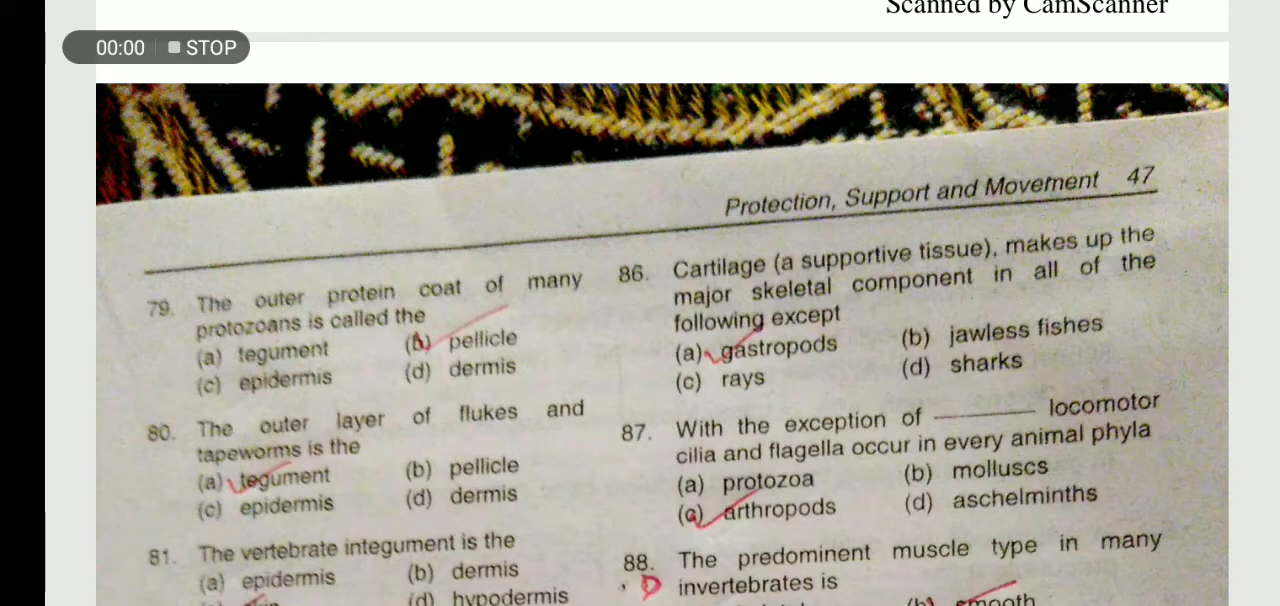 Scanned by CamScanner
00:00 STOP
Protection, Support and Movement 47
79. The outer protein coat of many
protozoans is called the
(a) tegument (b) pellicle
(c) epidermis (d) dermis
80. The outer layer of flukes and
tapeworms is the
(a) tegument (b) pellicle
(c) epidermis (d) dermis
81. The vertebrate integument is the
(a) epidermis (b) dermis
(d) hypodermis
86. Cartilage (a supportive tissue), makes up the
major skeletal component in all of the
following except
(a) gastropods (b) jawless fishes
(c) rays (d) sharks
87. With the exception of ________ locomotor
cilia and flagella occur in every animal phyla
(a) protozoa (b) molluscs
(c) arthropods (d) aschelminths
88. The predominent muscle type in many
D invertebrates is
(b) smooth